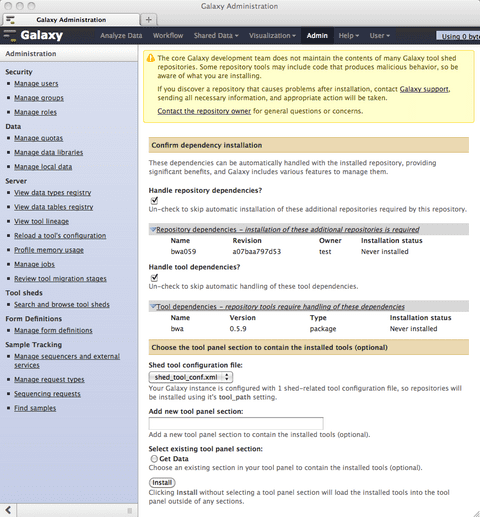 Galaxy Administration
Galaxy Administration
Galaxy
Analyze Data
Workflow
Shared Data
Visualization
Admin
Help
User
Using 0 byt
Administration
Security
Manage users
Manage groups
Manage roles
Data
Manage quotas
Manage data libraries
Manage local data
Server
View data types registry
View data tables registry
View tool lineage
Reload a tool's configuration
Profile memory usage
Manage jobs
Review tool migration stages
Tool sheds
Search and browse tool sheds
Form Definitions
Manage form definitions
Sample Tracking
Manage sequencers and external
services
Manage request types
Sequencing requests
Find samples
The core Galaxy development team does not maintain the contents of many Galaxy tool shed
repositories. Some repository tools may include code that produces malicious behavior, so be
aware of what you are installing.
If you discover a repository that causes problems after installation, contact Galaxy support,
sending all necessary information, and appropriate action will be taken.
Contact the repository owner for general questions or concerns.
Confirm dependency installation
These dependencies can be automatically handled with the installed repository, providing
significant benefits, and Galaxy includes various features to manage them.
Handle repository dependencies?
Un-check to skip automatic installation of these additional repositories required by this repository.
Repository dependencies - installation of these additional repositories is required
Name Revision Owner Installation status
bwa059 a07baa797d53 test Never installed
Handle tool dependencies?
Un-check to skip automatic handling of these tool dependencies.
Tool dependencies - repository tools require handling of these dependencies
Name Version Type Installation status
bwa 0.5.9 package Never installed
Choose the tool panel section to contain the installed tools (optional)
Shed tool configuration file:
shed_tool_conf.xml
Your Galaxy instance is configured with 1 shed-related tool configuration file, so repositories will
be installed using it's tool_path setting.
Add new tool panel section:
Add a new tool panel section to contain the installed tools (optional).
Select existing tool panel section:
Get Data
Choose an existing section in your tool panel to contain the installed tools (optional).
Install
Clicking Install without selecting a tool panel section will load the installed tools into the tool
panel outside of any sections.